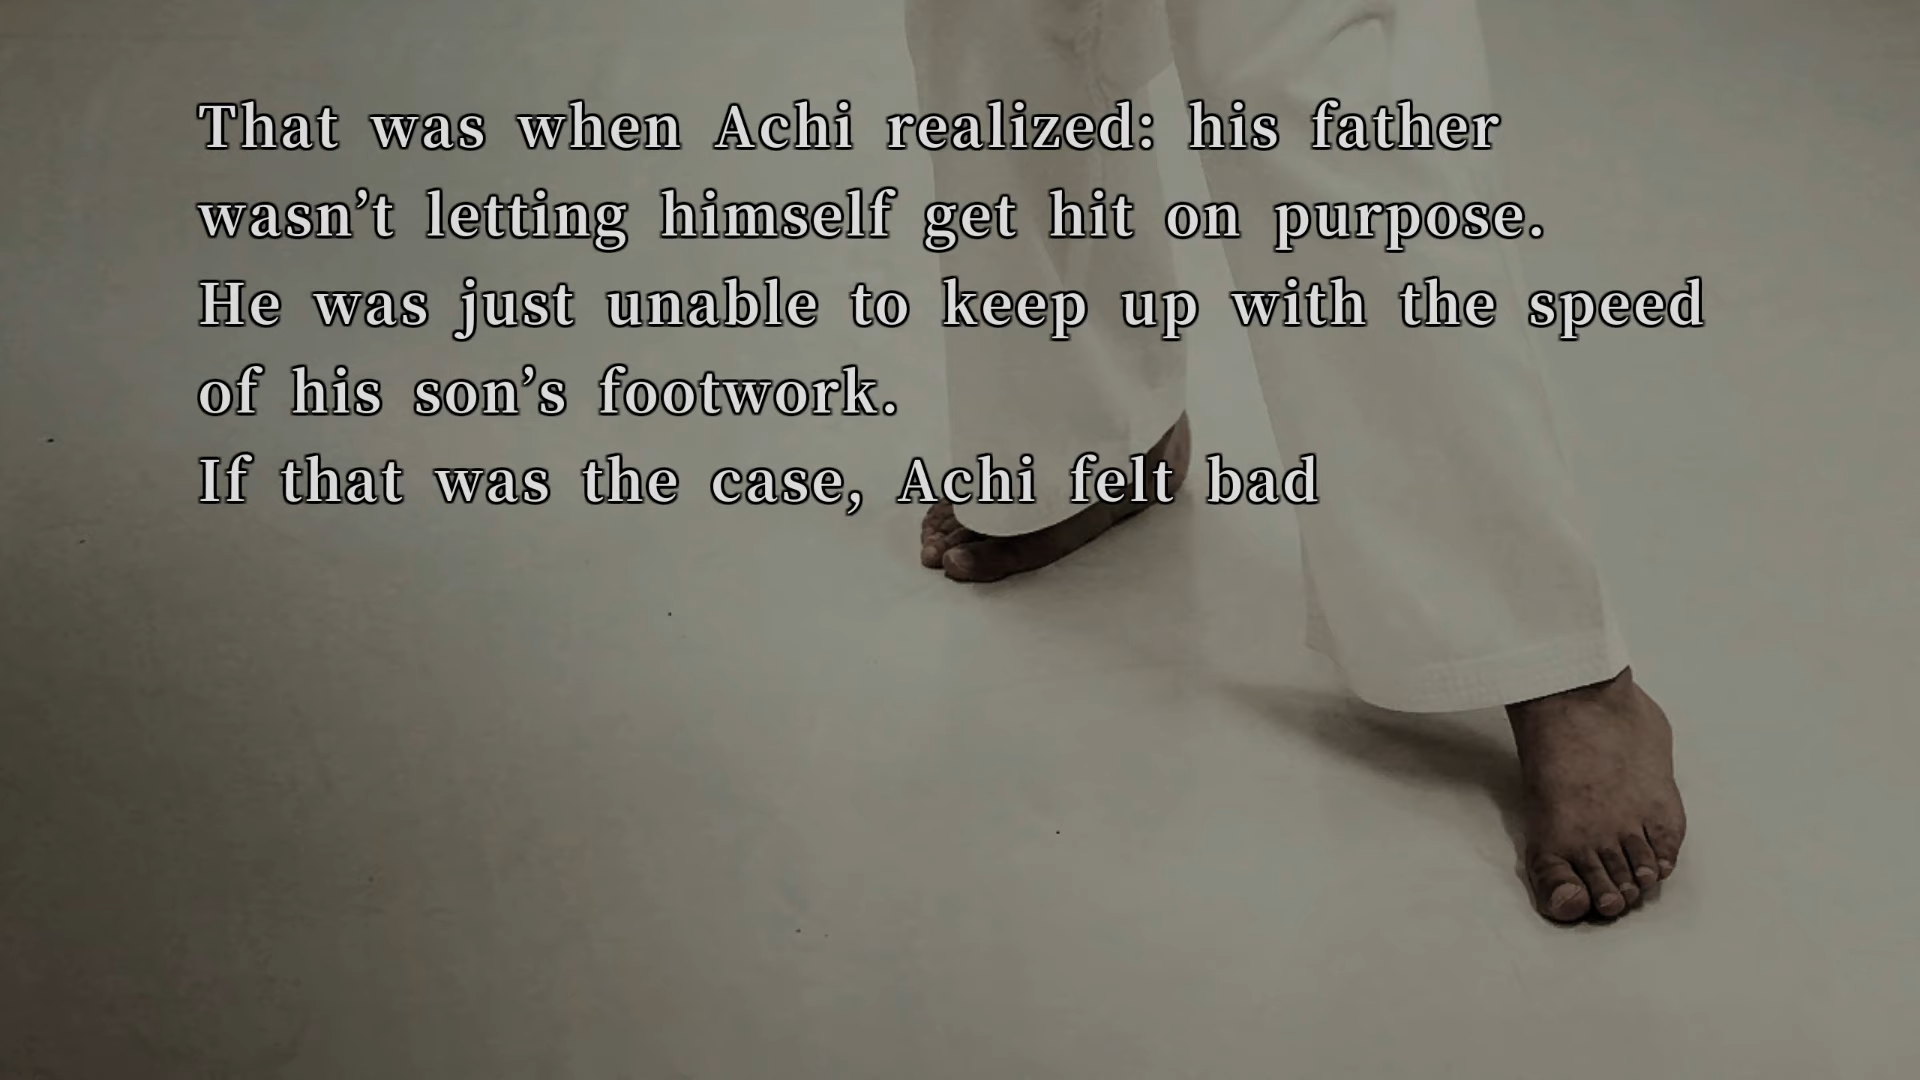 That was when Achi realized: his father
wasn’t letting himself get hit on purpose.
He was just unable to keep up with the speed
of his son’s footwork.
If that was the case, Achi felt bad